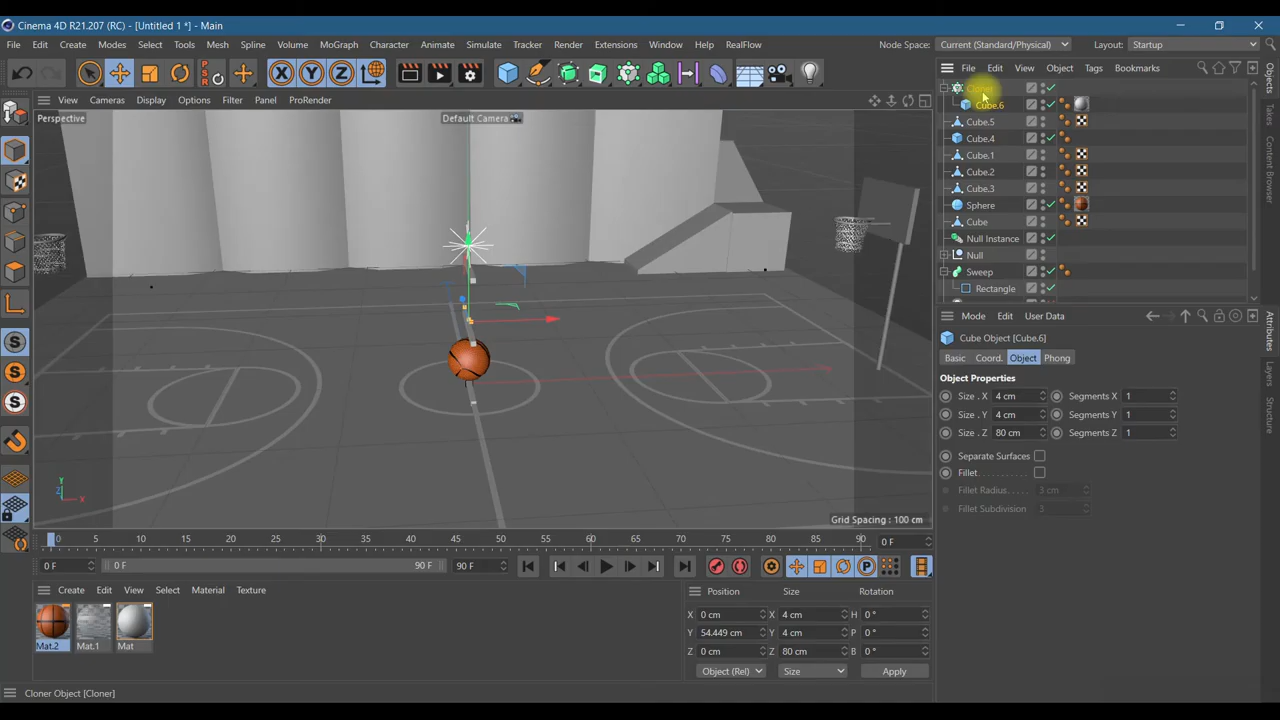 Cinema 4D R21.207 (RC) - [Untitled 1 *] - Main
File Edit Create Modes Select Tools Mesh Spline Volume MoGraph Character Animate Simulate Tracker Render Extensions Window Help RealFlow Node Space: Current (Standard/Physical) Layout: Startup
PSR
X Y Z
File Edit View Object Tags Bookmarks
View Cameras Display Options Filter Panel ProRender
Perspective Default Camera
Cloner
Cube.6
Cube.5
Cube.4
Cube.1
Cube.2
Cube.3
Sphere
Cube
Null Instance
Null
Sweep
Rectangle
Objects
Takes
Content Browser
Mode Edit User Data
Cube Object [Cube.6]
Basic Coord. Object Phong
Object Properties
Size . X 4 cm Segments X 1
Size . Y 4 cm Segments Y 1
Size . Z 80 cm Segments Z 1
Separate Surfaces
Fillet
Fillet Radius 3 cm
Fillet Subdivision 3
Attributes
Layers
Structure
S
S
S
Y
Z
X
Grid Spacing : 100 cm
0 5 10 15 20 25 30 35 40 45 50 55 60 65 70 75 80 85 90 0 F
0 F 0 F 90 F 90 F
P
Create Edit View Select Material Texture
Mat.2 Mat.1 Mat
Position Size Rotation
X 0 cm X 4 cm H 0 °
Y 54.449 cm Y 4 cm P 0 °
Z 0 cm Z 80 cm B 0 °
Object (Rel) Size Apply
Cloner Object [Cloner]